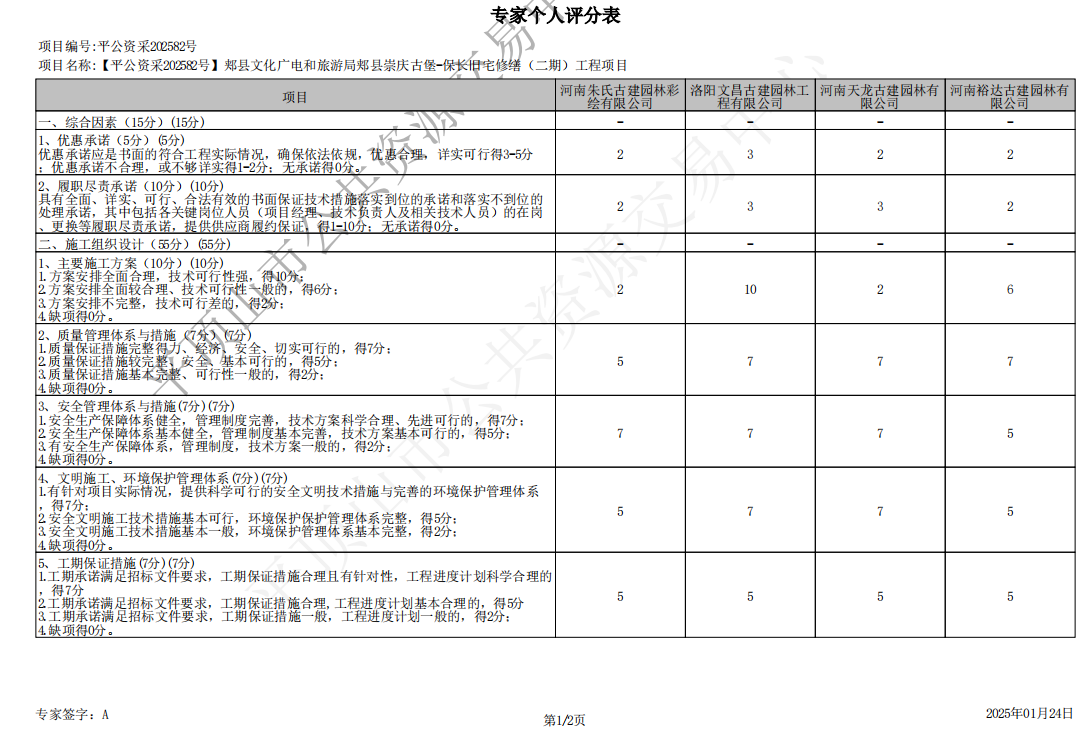 专家个人评分表
项目编号:平公资采202582号
项目名称:【平公资采202582号】郏县文化广电和旅游局郏县崇庆古堡-保长旧宅修缮（二期）工程项目
项目
河南朱氏古建园林彩
绘有限公司
洛阳文昌古建园林工
程有限公司
河南天龙古建园林有
限公司
河南裕达古建园林有
限公司
一、综合因素（15分）(15分)
-
-
-
-
1、优惠承诺（5分）(5分)
优惠承诺应是书面的符合工程实际情况，确保依法依规，优惠合理，详实可行得3-5分
；优惠承诺不合理，或不够详实得1-2分；无承诺得0分。
2
3
2
2
2、履职尽责承诺（10分）(10分)
具有全面、详实、可行、合法有效的书面保证技术措施落实到位的承诺和落实不到位的
处理承诺，其中包括各关键岗位人员（项目经理、技术负责人及相关技术人员）的在岗
、更换等履职尽责承诺，提供供应商履约保证，得1-10分；无承诺得0分。
2
3
3
2
二、施工组织设计（55分）(55分)
-
-
-
-
1、主要施工方案（10分）(10分)
1.方案安排全面合理，技术可行性强，得10分；
2.方案安排全面较合理、技术可行性一般的，得6分；
3.方案安排不完整，技术可行差的，得2分；
4.缺项得0分。
2
10
2
6
2、质量管理体系与措施（7分）(7分)
1.质量保证措施完整得力、经济、安全、切实可行的，得7分；
2.质量保证措施较完整、安全、基本可行的，得5分；
3.质量保证措施基本完整、可行性一般的，得2分；
4.缺项得0分。
5
7
7
7
3、安全管理体系与措施(7分)(7分)
1.安全生产保障体系健全，管理制度完善，技术方案科学合理、先进可行的，得7分；
2.安全生产保障体系基本健全，管理制度基本完善，技术方案基本可行的，得5分；
3.有安全生产保障体系，管理制度，技术方案一般的，得2分；
4.缺项得0分。
7
7
7
5
4、文明施工、环境保护管理体系(7分)(7分)
1.有针对项目实际情况，提供科学可行的安全文明技术措施与完善的环境保护管理体系
，得7分；
2.安全文明施工技术措施基本可行，环境保护保护管理体系完整，得5分；
3.安全文明施工技术措施基本一般，环境保护管理体系基本完整，得2分；
4.缺项得0分。
5
7
7
5
5、工期保证措施(7分)(7分)
1.工期承诺满足招标文件要求，工期保证措施合理且有针对性，工程进度计划科学合理的
，得7分
2.工期承诺满足招标文件要求，工期保证措施合理,工程进度计划基本合理的，得5分
3.工期承诺满足招标文件要求，工期保证措施一般，工程进度计划一般的，得2分；
4.缺项得0分。
5
5
5
5
平顶山市公共资源交易中
平顶山市公共资源交易中心
专家签字：A
第1/2页
2025年01月24日